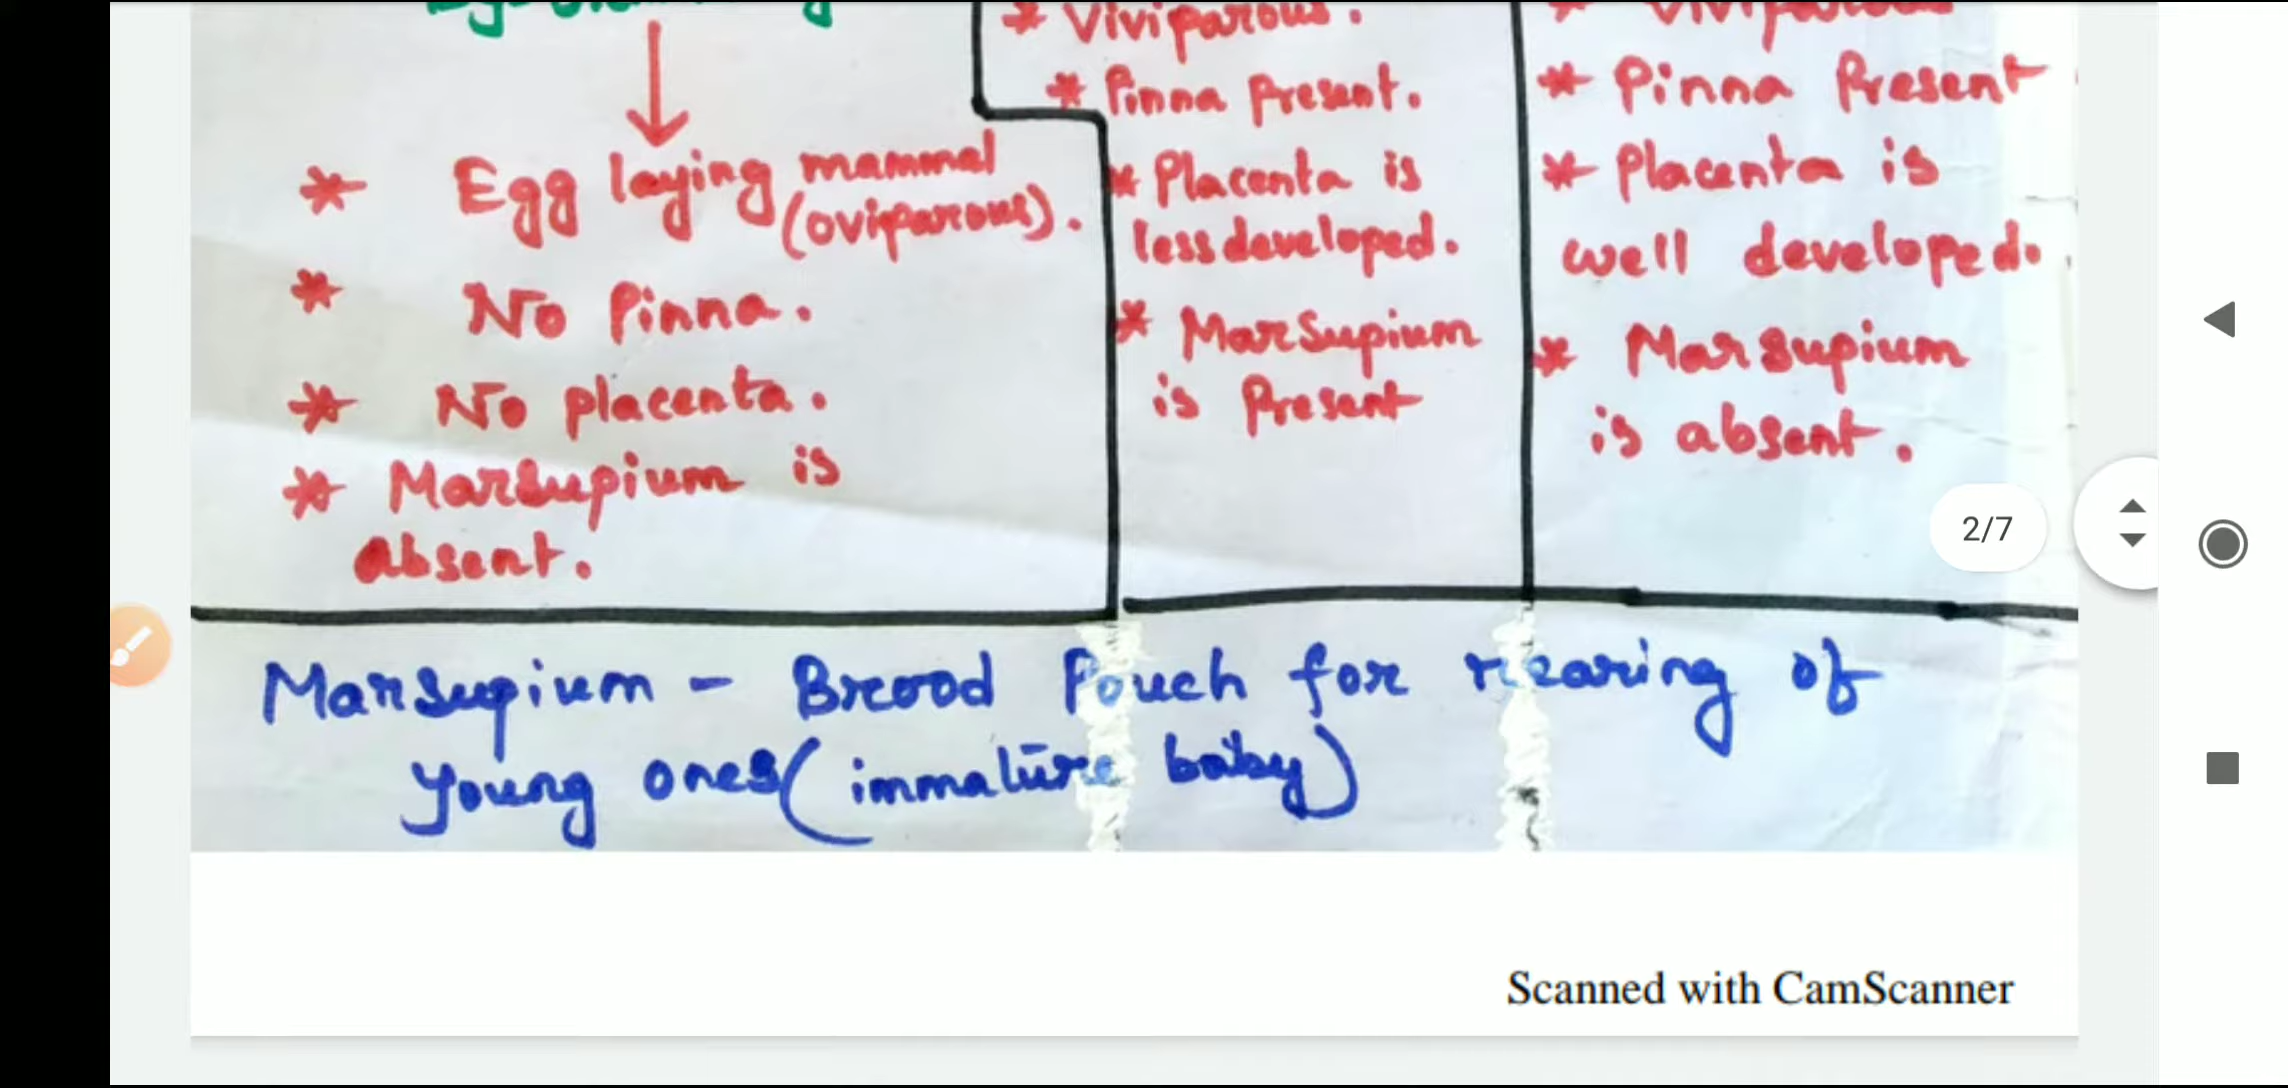 * Egg laying mammal
(oviparous).
* No Pinna.
* No placenta.
* Marsupium is
absent.
* Viviparous.
* Pinna Present.
* Placenta is
less developed.
* Marsupium
is Present
* Viviparous
* Pinna Present
* Placenta is
well developed.
* Marsupium
is absent.
Marsupium - Brood Pouch for rearing of
young ones (immature baby)
2/7
Scanned with CamScanner